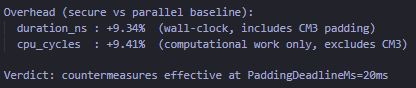 Overhead (secure vs parallel baseline):
duration_ns : +9.34% (wall-clock, includes CM3 padding)
cpu_cycles : +9.41% (computational work only, excludes CM3)
Verdict: countermeasures effective at PaddingDeadlineMs=20ms